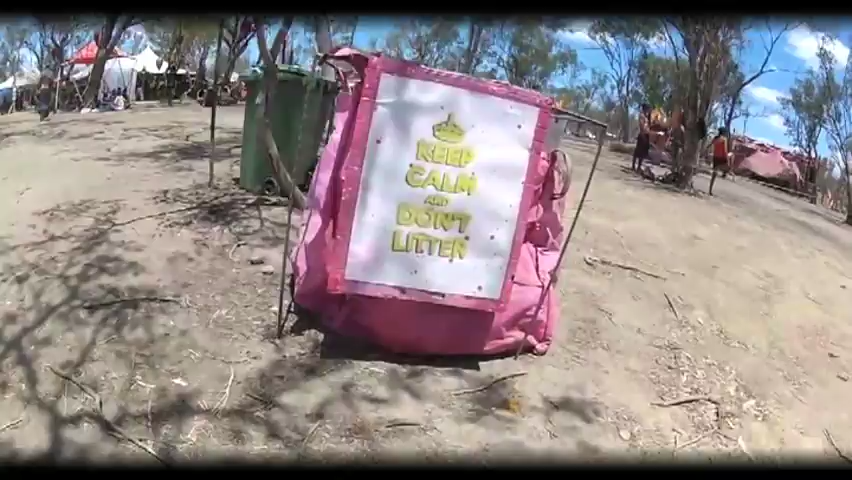 KEEP
CALM
AND
DON'T
LITTER